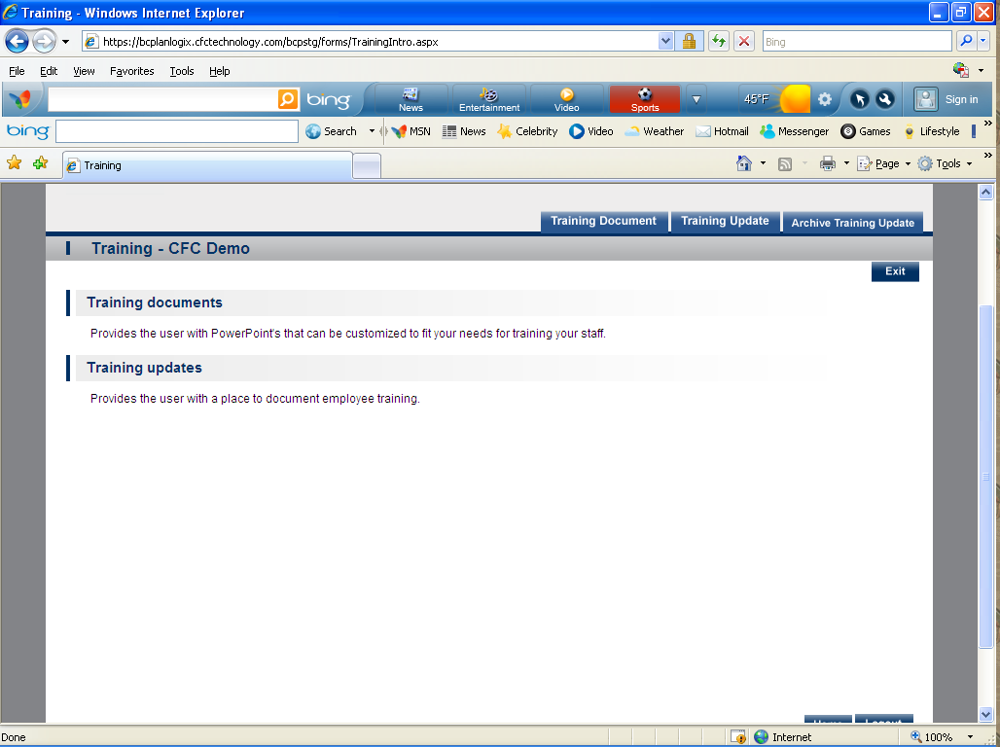 Training - Windows Internet Explorer
https://bcplanlogix.cfctechnology.com/bcpstg/forms/TrainingIntro.aspx
Bing
File Edit View Favorites Tools Help
bing News Entertainment Video Sports 45°F Sign in
bing Search MSN News Celebrity Video Weather Hotmail Messenger Games Lifestyle
Training
Page Tools
Training Document Training Update Archive Training Update
Training - CFC Demo
Exit
Training documents
Provides the user with PowerPoint's that can be customized to fit your needs for training your staff.
Training updates
Provides the user with a place to document employee training.
Done Internet 100%